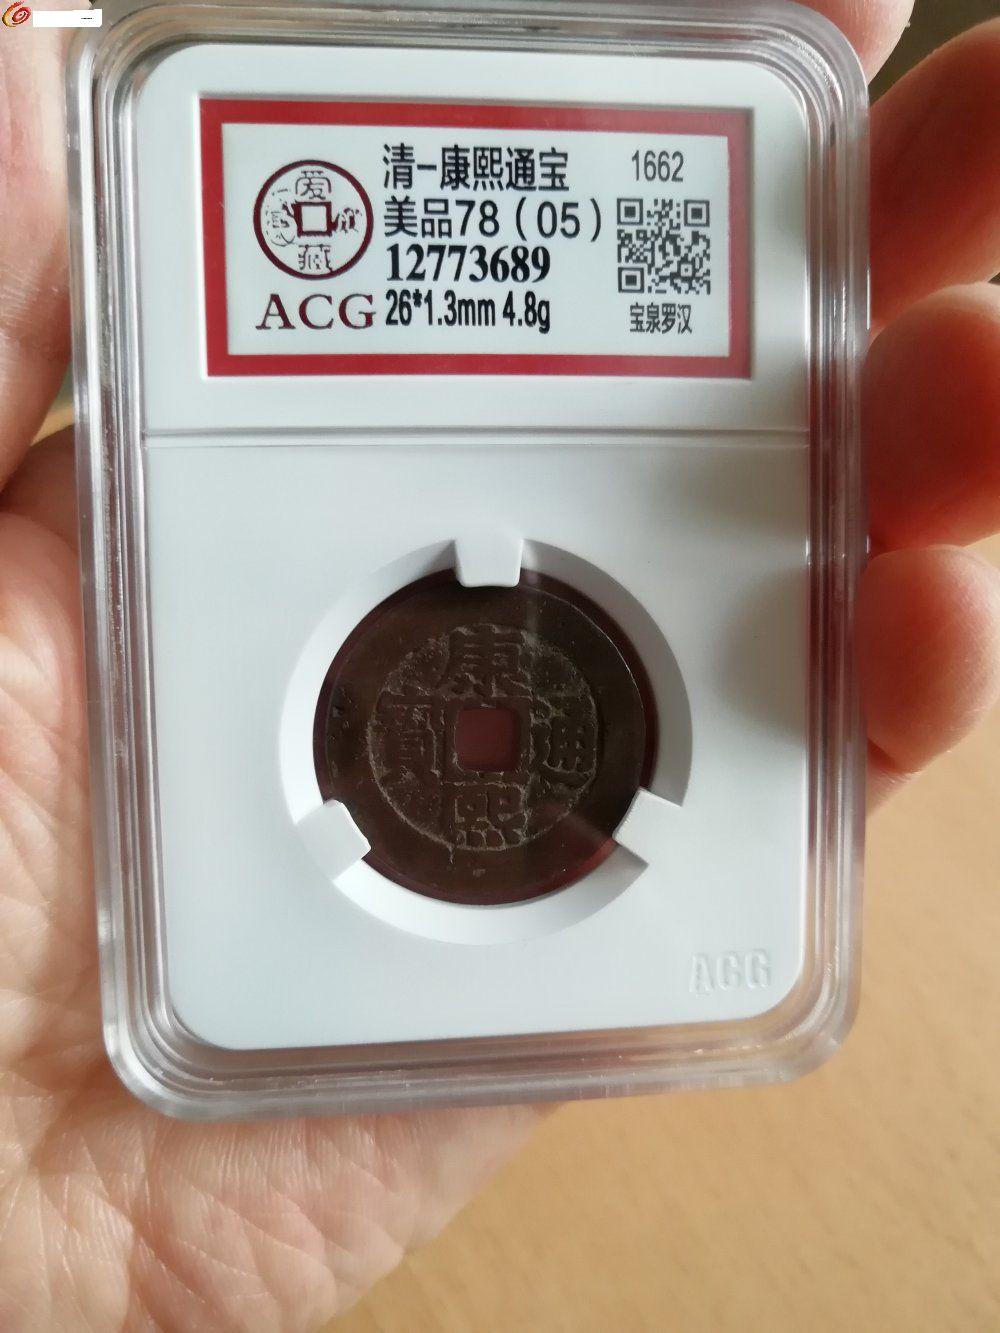 清-康熙通宝
1662
美品78（05）
12773689
26*1.3mm 4.8g
宝泉罗汉
爱
藏
ACG
康
熙
通
寶
ACG